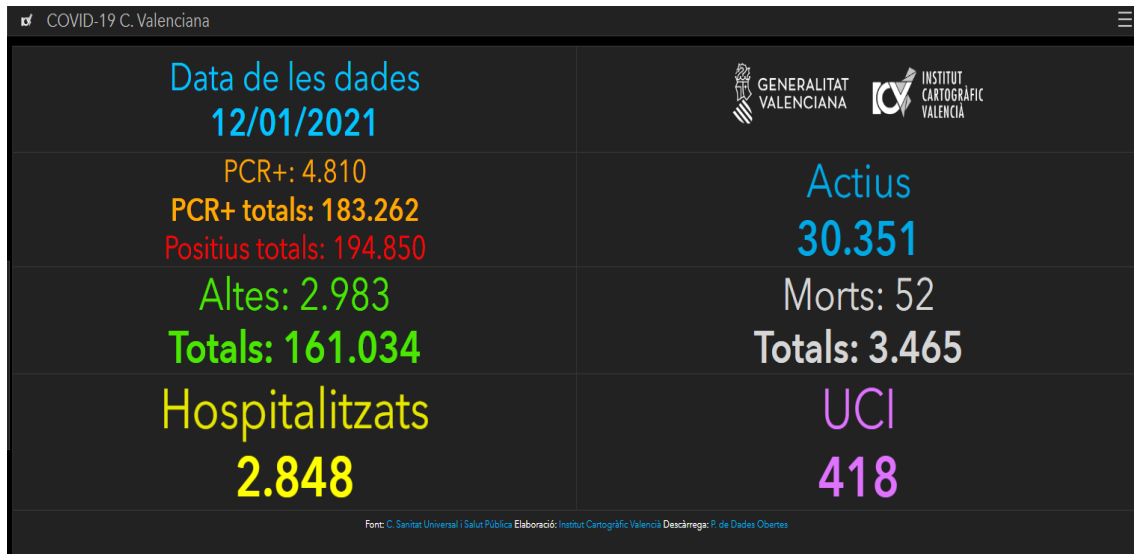 COVID-19 C. Valenciana
Data de les dades
12/01/2021
GENERALITAT
VALENCIANA
ICV
INSTITUT
CARTOGRÀFIC
VALENCIÀ
PCR+: 4.810
PCR+ totals: 183.262
Positius totals: 194.850
Actius
30.351
Altes: 2.983
Totals: 161.034
Morts: 52
Totals: 3.465
Hospitalitzats
2.848
UCI
418
Font: C. Sanitat Universal i Salut Pública Elaboració: Institut Cartogràfic Valencià Descàrrega: P. de Dades Obertes